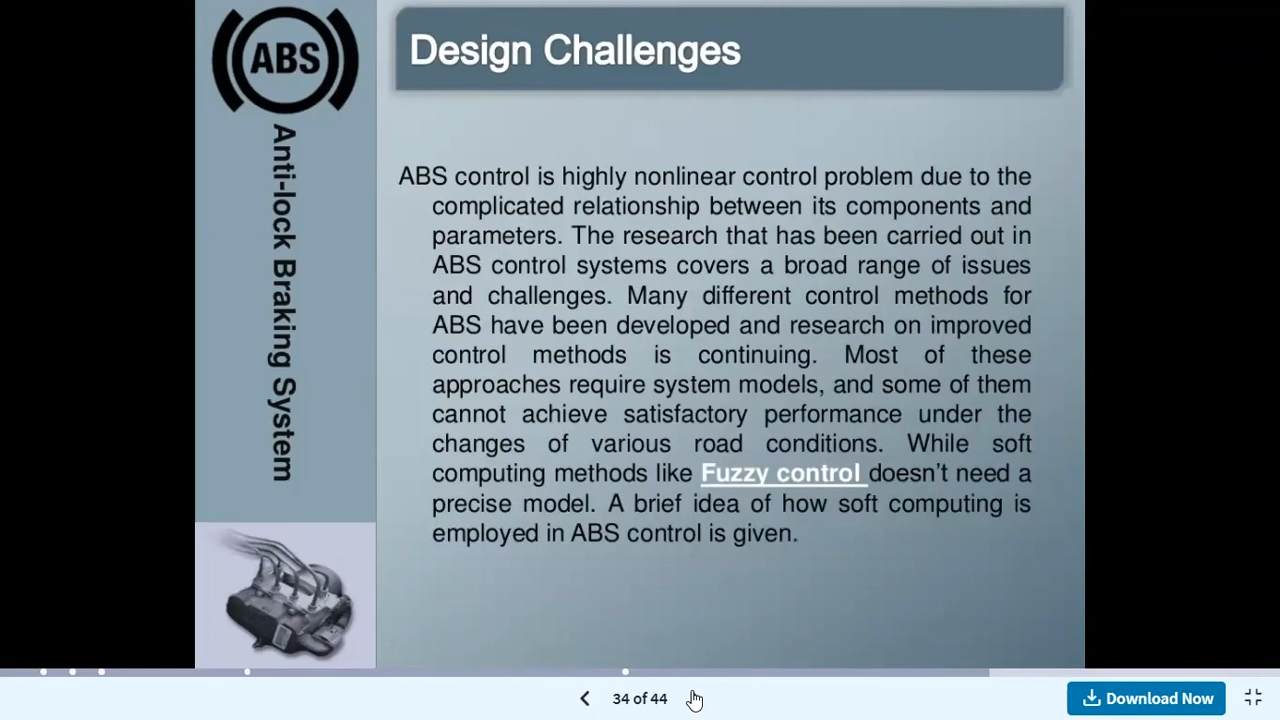 ABS
Design Challenges
Anti-lock Braking System
ABS control is highly nonlinear control problem due to the
complicated relationship between its components and
parameters. The research that has been carried out in
ABS control systems covers a broad range of issues
and challenges. Many different control methods for
ABS have been developed and research on improved
control methods is continuing. Most of these
approaches require system models, and some of them
cannot achieve satisfactory performance under the
changes of various road conditions. While soft
computing methods like Fuzzy control doesn't need a
precise model. A brief idea of how soft computing is
employed in ABS control is given.
34 of 44
Download Now